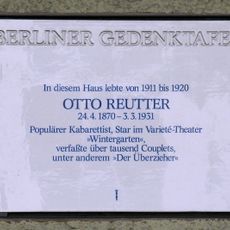 BERLINER GEDENKTAFE
In diesem Haus lebte von 1911 bis 1920
OTTO REUTTER
24. 4. 1870 – 3. 3. 1931
Populärer Kabarettist, Star im Varieté-Theater
»Wintergarten«,
verfaßte über tausend Couplets,
unter anderem »Der Überzieher«